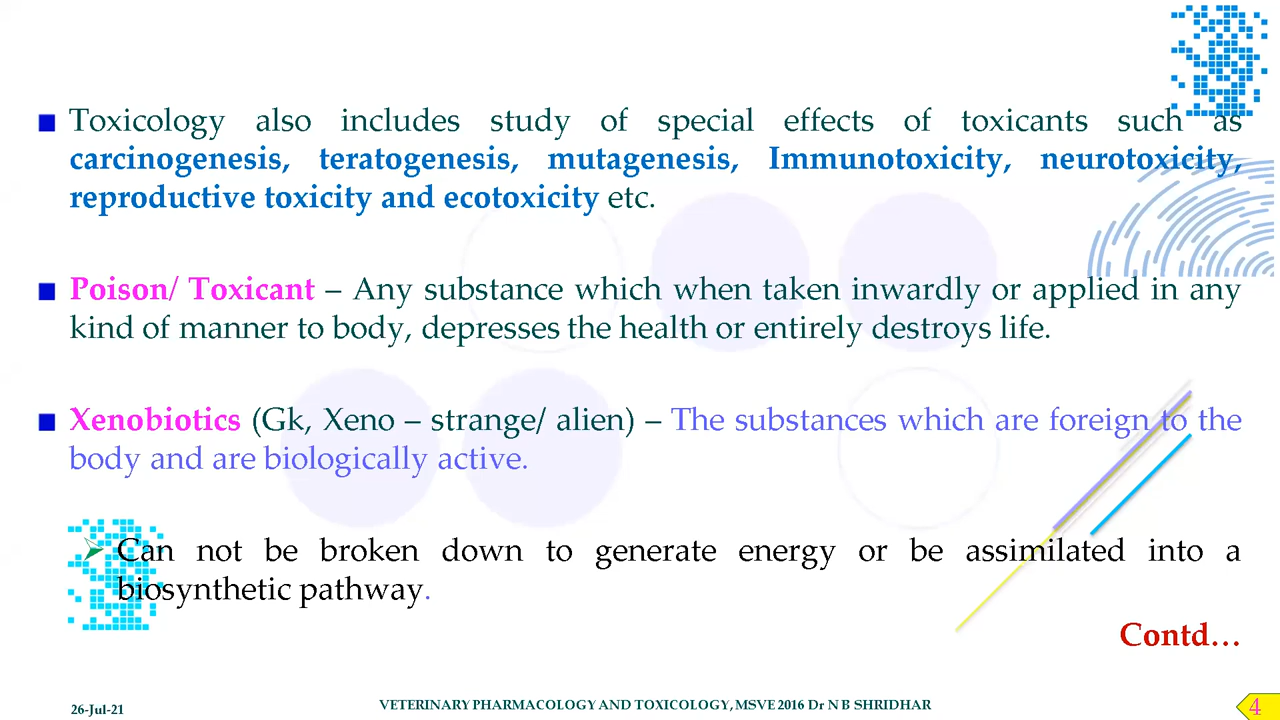 Toxicology also includes study of special effects of toxicants such as
carcinogenesis, teratogenesis, mutagenesis, Immunotoxicity, neurotoxicity,
reproductive toxicity and ecotoxicity etc.
Poison/ Toxicant – Any substance which when taken inwardly or applied in any
kind of manner to body, depresses the health or entirely destroys life.
Xenobiotics (Gk, Xeno – strange/ alien) – The substances which are foreign to the
body and are biologically active.
Can not be broken down to generate energy or be assimilated into a
biosynthetic pathway.
Contd…
26-Jul-21
VETERINARY PHARMACOLOGY AND TOXICOLOGY, MSVE 2016 Dr N B SHRIDHAR
4